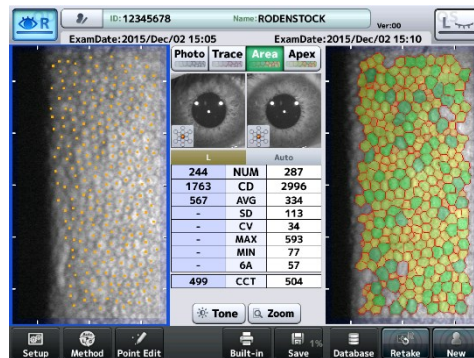 R
ID: 12345678
Name: RODENSTOCK
Ver:00
L
ExamDate:2015/Dec/02 15:05
ExamDate:2015/Dec/02 15:10
Photo Trace Area Apex
L Auto
244 NUM 287
1763 CD 2996
567 AVG 334
- SD 113
- CV 34
- MAX 593
- MIN 77
- 6A 57
499 CCT 504
Tone Zoom
Setup Method Point Edit Built-in Save 1% Database Retake New